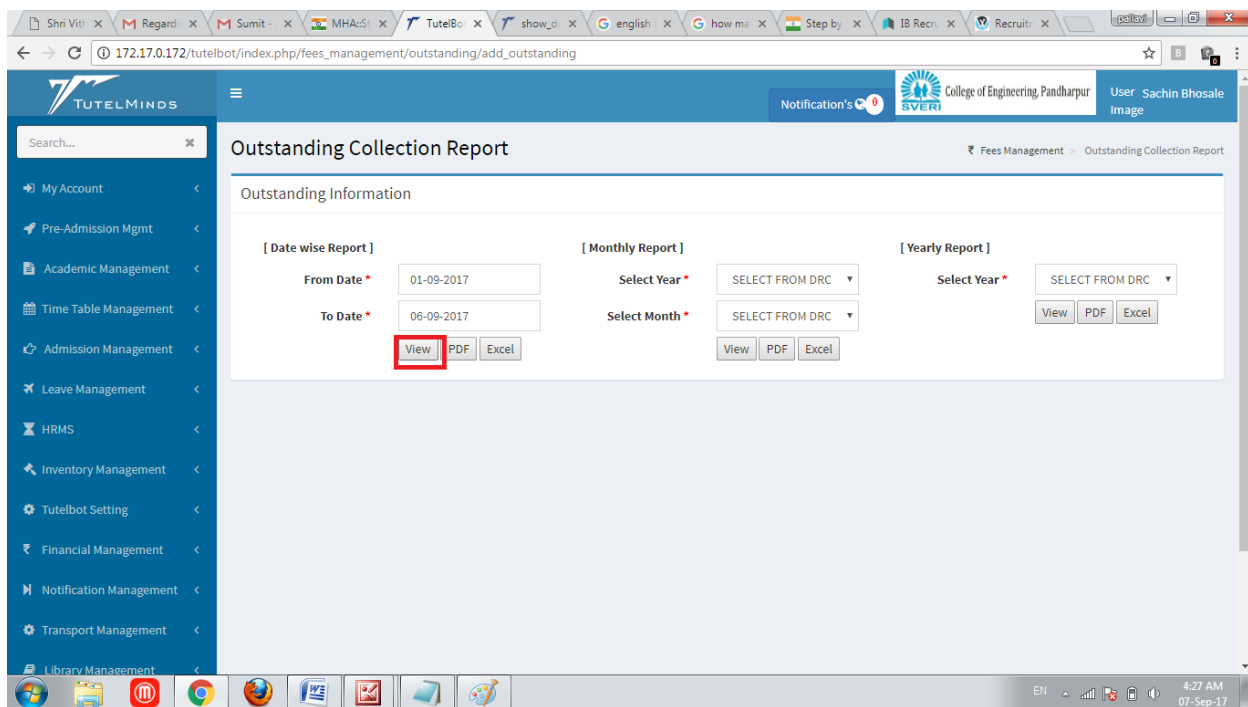 Shri Vith
M Regardi
M Sumit -
MHA::St
TutelBot
show_d
G english
G how ma
Step by
IB Recru
Recruitr
pallavi
172.17.0.172/tutelbot/index.php/fees_management/outstanding/add_outstanding
TUTELMINDS
Notification's 0
SVERI
College of Engineering, Pandharpur
User Image
Sachin Bhosale
Search...
Outstanding Collection Report
₹ Fees Management > Outstanding Collection Report
My Account
Pre-Admission Mgmt
Academic Management
Time Table Management
Admission Management
Leave Management
HRMS
Inventory Management
Tutelbot Setting
₹ Financial Management
Notification Management
Transport Management
Library Management
Outstanding Information
[ Date wise Report ]
From Date * 01-09-2017
To Date * 06-09-2017
View PDF Excel
[ Monthly Report ]
Select Year * SELECT FROM DRC
Select Month * SELECT FROM DRC
View PDF Excel
[ Yearly Report ]
Select Year * SELECT FROM DRC
View PDF Excel
EN
4:27 AM
07-Sep-17